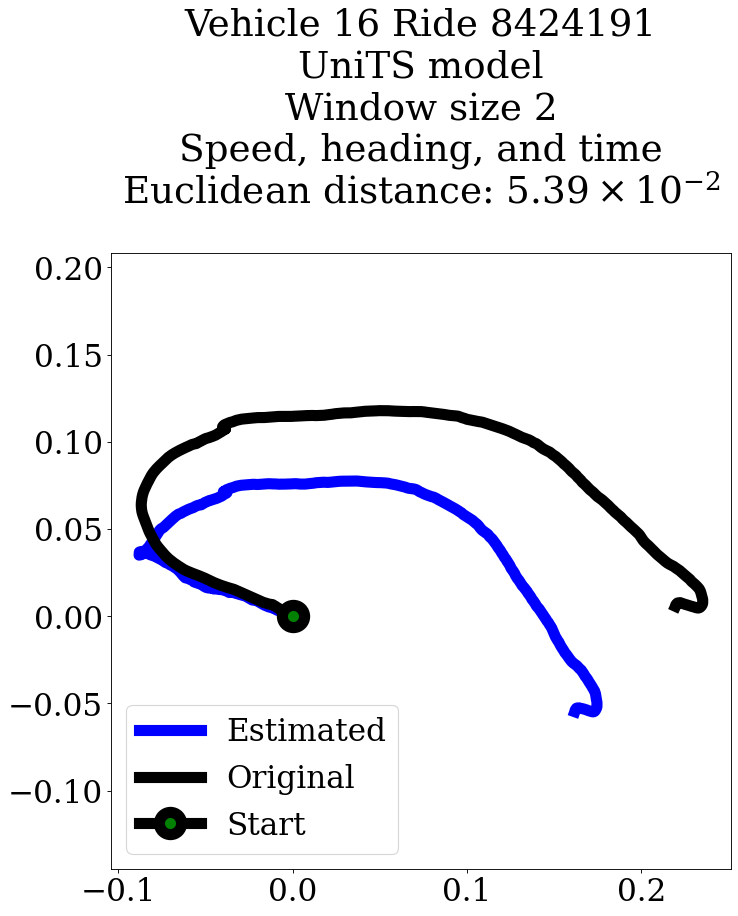 Vehicle 16 Ride 8424191
UniTS model
Window size 2
Speed, heading, and time
Euclidean distance: 5.39 × 10⁻²
0.20
0.15
0.10
0.05
0.00
−0.05
−0.10
Estimated
Original
Start
−0.1 0.0 0.1 0.2